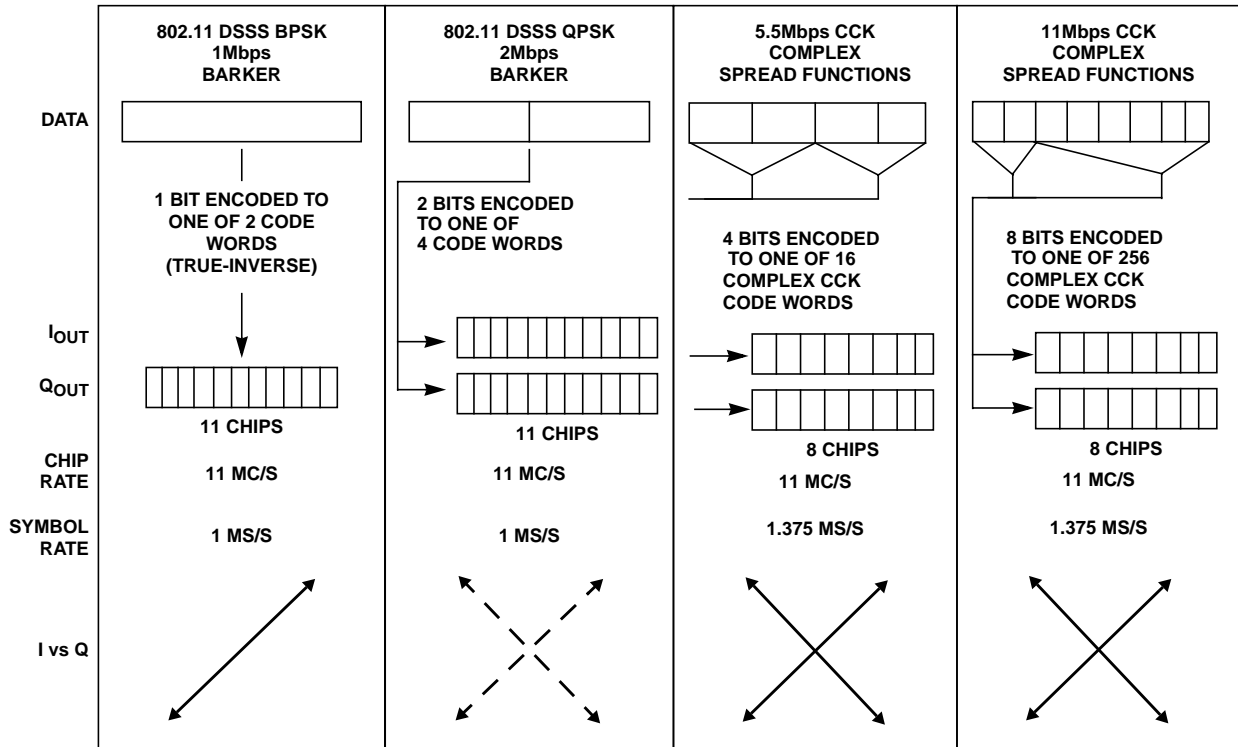 802.11 DSSS BPSK
1Mbps
BARKER
802.11 DSSS QPSK
2Mbps
BARKER
5.5Mbps CCK
COMPLEX
SPREAD FUNCTIONS
11Mbps CCK
COMPLEX
SPREAD FUNCTIONS
DATA
1 BIT ENCODED TO
ONE OF 2 CODE
WORDS
(TRUE-INVERSE)
2 BITS ENCODED
TO ONE OF
4 CODE WORDS
4 BITS ENCODED
TO ONE OF 16
COMPLEX CCK
CODE WORDS
8 BITS ENCODED
TO ONE OF 256
COMPLEX CCK
CODE WORDS
IOUT
QOUT
11 CHIPS
11 CHIPS
8 CHIPS
8 CHIPS
CHIP
RATE
11 MC/S
11 MC/S
11 MC/S
11 MC/S
SYMBOL
RATE
1 MS/S
1 MS/S
1.375 MS/S
1.375 MS/S
I vs Q